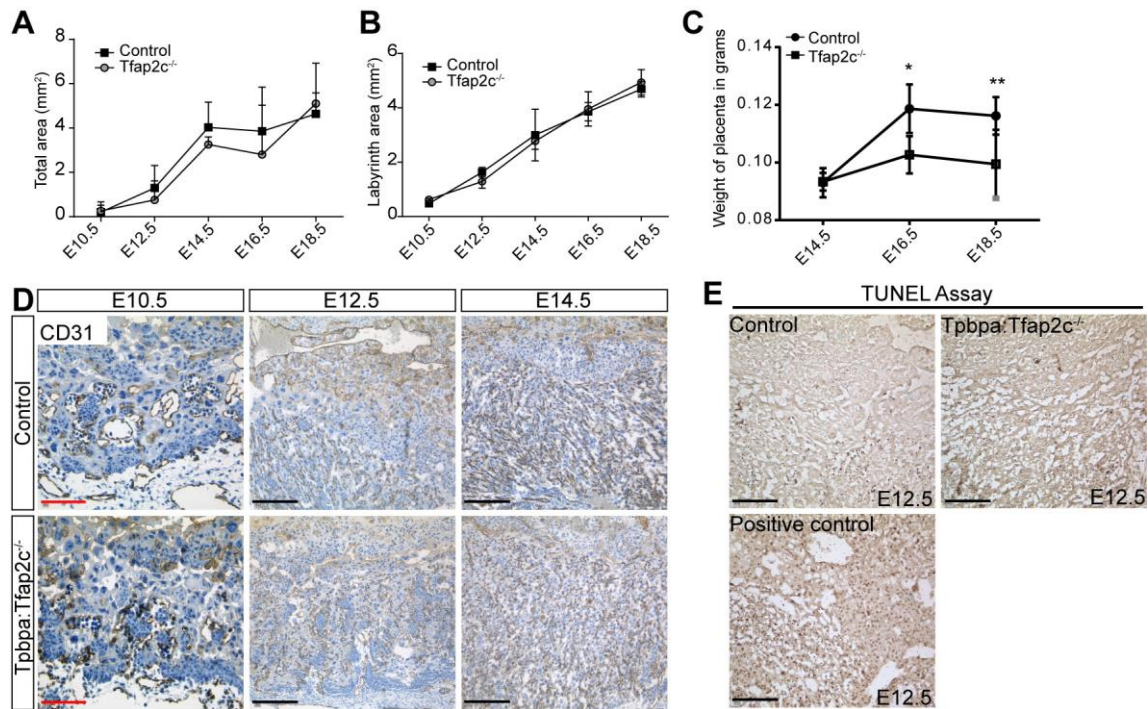 A
Control
Tfap2c-/-
Total area (mm²)
8
6
4
2
0
E10.5
E12.5
E14.5
E16.5
E18.5
B
Control
Tfap2c-/-
Labyrinth area (mm²)
6
4
2
0
E10.5
E12.5
E14.5
E16.5
E18.5
C
Control
Tfap2c-/-
Weight of placenta in grams
0.14
0.12
0.10
0.08
*
**
E14.5
E16.5
E18.5
D
E10.5
E12.5
E14.5
Control
CD31
Tpbpa:Tfap2c-/-
E
TUNEL Assay
Control
E12.5
Tpbpa:Tfap2c-/-
E12.5
Positive control
E12.5